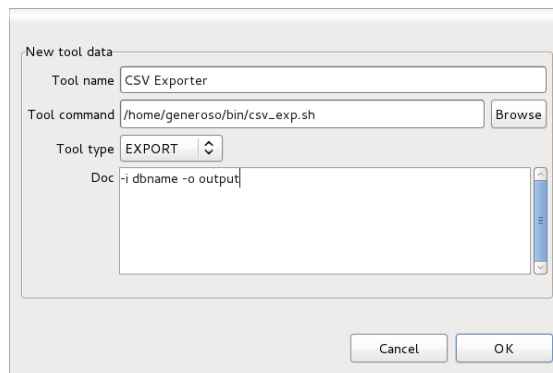 New tool data
Tool name CSV Exporter
Tool command /home/generoso/bin/csv_exp.sh Browse
Tool type EXPORT
Doc -i dbname -o output
Cancel OK